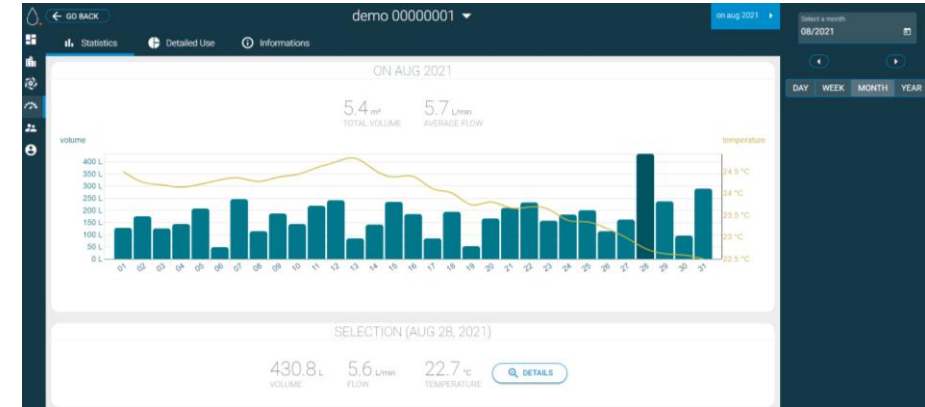 GO BACK
demo 00000001
on aug 2021
Select a month
08/2021
Statistics
Detailed Use
Informations
DAY WEEK MONTH YEAR
ON AUG 2021
5.4 m³ 5.7 L/min
TOTAL VOLUME AVERAGE FLOW
volume temperature
400 L
350 L
300 L
250 L
200 L
150 L
100 L
50 L
0 L
24.5 °C
24 °C
23.5 °C
23 °C
22.5 °C
01 02 03 04 05 06 07 08 09 10 11 12 13 14 15 16 17 18 19 20 21 22 23 24 25 26 27 28 29 30 31
SELECTION (AUG 28, 2021)
430.8 L 5.6 L/min 22.7 °C
VOLUME FLOW TEMPERATURE
DETAILS